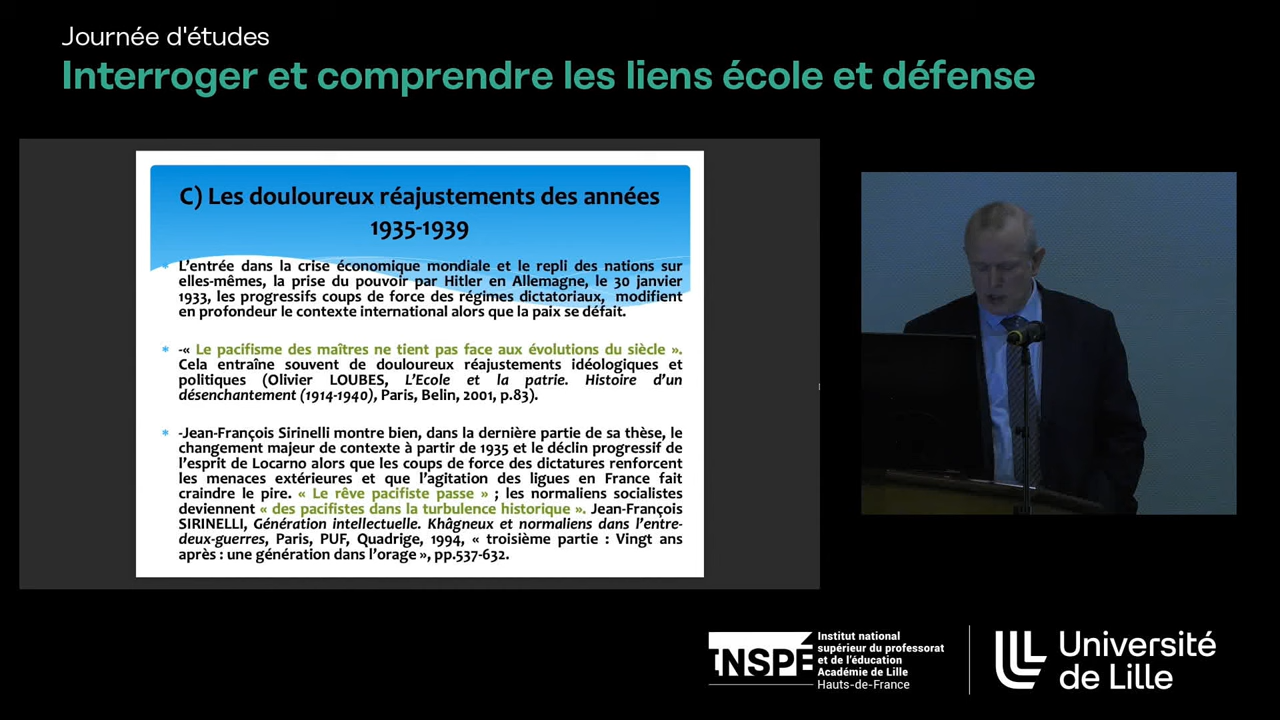 Journée d'études
Interroger et comprendre les liens école et défense
C) Les douloureux réajustements des années
1935-1939
* L'entrée dans la crise économique mondiale et le repli des nations sur
elles-mêmes, la prise du pouvoir par Hitler en Allemagne, le 30 janvier
1933, les progressifs coups de force des régimes dictatoriaux, modifient
en profondeur le contexte international alors que la paix se défait.
* -« Le pacifisme des maîtres ne tient pas face aux évolutions du siècle ».
Cela entraîne souvent de douloureux réajustements idéologiques et
politiques (Olivier LOUBES, L'Ecole et la patrie. Histoire d'un
désenchantement (1914-1940), Paris, Belin, 2001, p.83).
* -Jean-François Sirinelli montre bien, dans la dernière partie de sa thèse, le
changement majeur de contexte à partir de 1935 et le déclin progressif de
l'esprit de Locarno alors que les coups de force des dictatures renforcent
les menaces extérieures et que l'agitation des ligues en France fait
craindre le pire. « Le rêve pacifiste passe » ; les normaliens socialistes
deviennent « des pacifistes dans la turbulence historique ». Jean-François
SIRINELLI, Génération intellectuelle. Khâgneux et normaliens dans l'entre-
deux-guerres, Paris, PUF, Quadrige, 1994, « troisième partie : Vingt ans
après : une génération dans l'orage », pp.537-632.
INSPÉ
Institut national
supérieur du professorat
et de l'éducation
Académie de Lille
Hauts-de-France
Université
de Lille